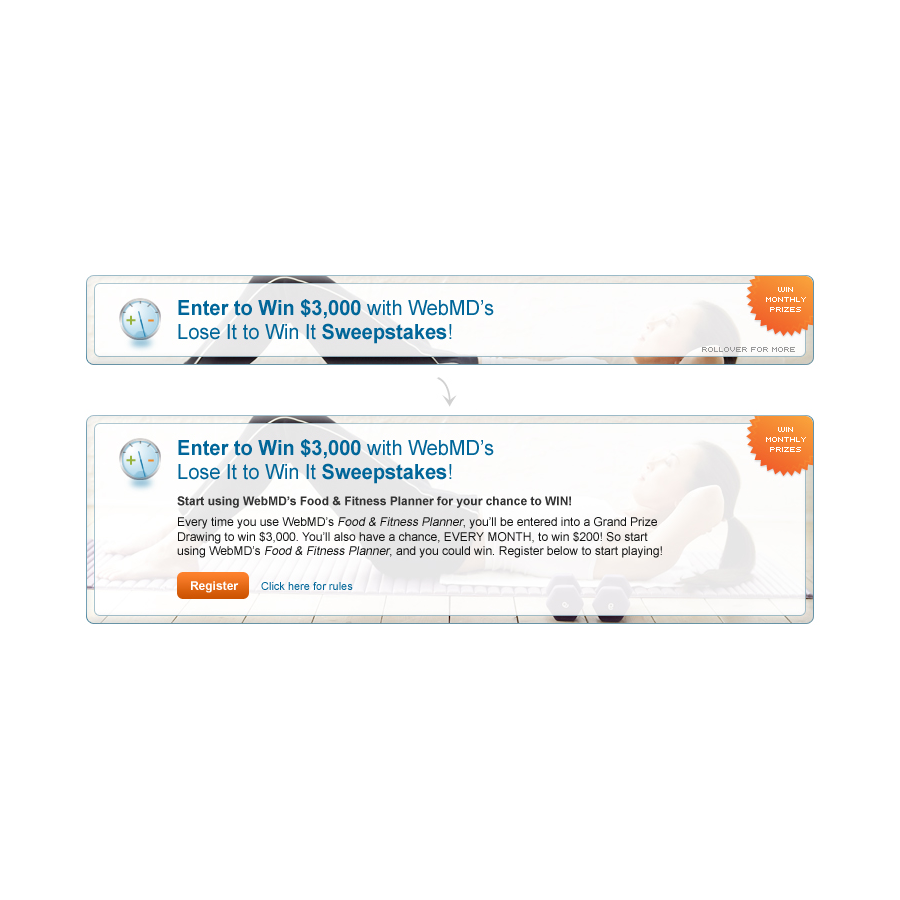 Enter to Win $3,000 with WebMD’s
Lose It to Win It Sweepstakes!
WIN
MONTHLY
PRIZES
ROLLOVER FOR MORE
Enter to Win $3,000 with WebMD’s
Lose It to Win It Sweepstakes!
WIN
MONTHLY
PRIZES
Start using WebMD’s Food & Fitness Planner for your chance to WIN!
Every time you use WebMD’s Food & Fitness Planner, you’ll be entered into a Grand Prize
Drawing to win $3,000. You’ll also have a chance, EVERY MONTH, to win $200! So start
using WebMD’s Food & Fitness Planner, and you could win. Register below to start playing!
Register
Click here for rules